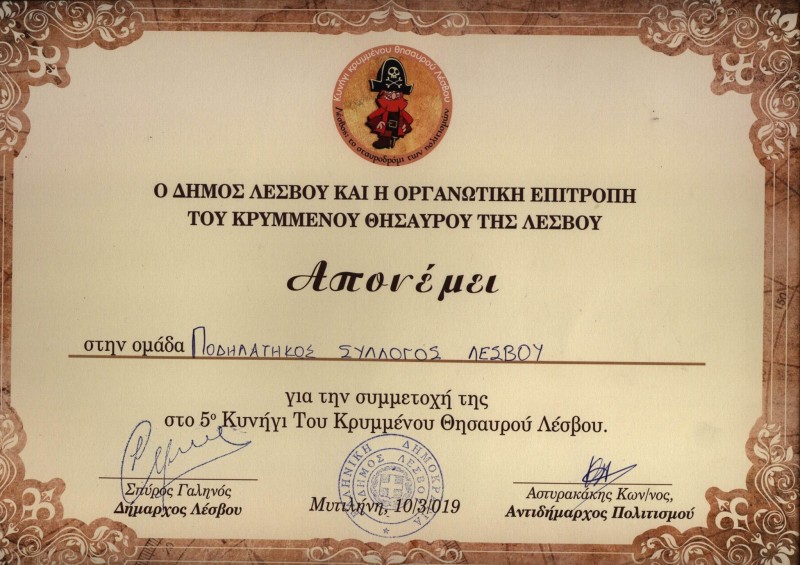 Κυνήγι κρυμμένου θησαυρού Λέσβου
Λέσβος το σταυροδρόμι των πολιτισμών
Ο ΔΗΜΟΣ ΛΕΣΒΟΥ ΚΑΙ Η ΟΡΓΑΝΩΤΙΚΗ ΕΠΙΤΡΟΠΗ
ΤΟΥ ΚΡΥΜΜΕΝΟΥ ΘΗΣΑΥΡΟΥ ΤΗΣ ΛΕΣΒΟΥ
Απονέμει
στην ομάδα ΠΟΔΗΛΑΤΗΚΟΣ ΣΥΛΛΟΓΟΣ ΛΕΣΒΟΥ
για την συμμετοχή της
στο 5ο Κυνήγι Του Κρυμμένου Θησαυρού Λέσβου.
Σπύρος Γαληνός
Δήμαρχος Λέσβου
ΕΛΛΗΝΙΚΗ ΔΗΜΟΚΡΑΤΙΑ
ΔΗΜΟΣ ΛΕΣΒΟΥ
Μυτιλήνη, 10/3/019
Αστυρακάκης Κων/νος,
Αντιδήμαρχος Πολιτισμού